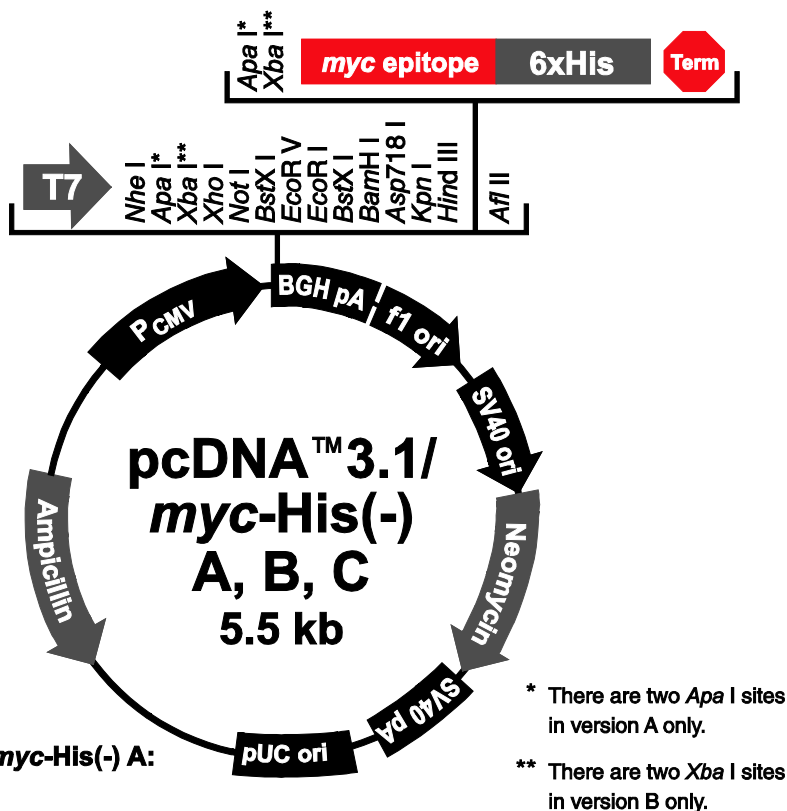 Apa I*
Xba I**
myc epitope
6xHis
Term
T7
Nhe I
Apa I*
Xba I**
Xho I
Not I
BstX I
EcoR V
EcoR I
BstX I
BamH I
Asp718 I
Kpn I
Hind III
Afl II
PCMV
BGH pA
f1 ori
SV40 ori
Neomycin
SV40 pA
pUC ori
Ampicillin
pcDNA™3.1/
myc-His(-)
A, B, C
5.5 kb
* There are two Apa I sites
in version A only.
** There are two Xba I sites
in version B only.
myc-His(-) A: